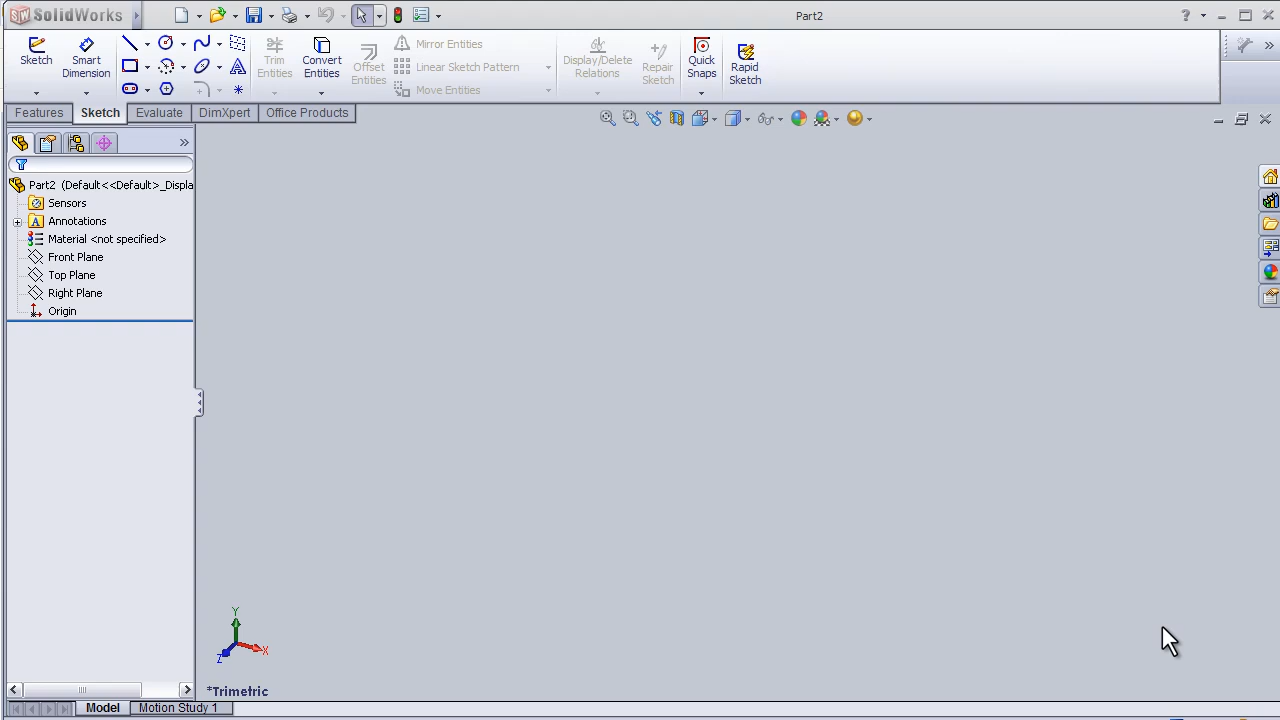 SolidWorks
Part2
?
Sketch
Smart Dimension
Trim Entities
Convert Entities
Offset Entities
Mirror Entities
Linear Sketch Pattern
Move Entities
Display/Delete Relations
Repair Sketch
Quick Snaps
Rapid Sketch
Features Sketch Evaluate DimXpert Office Products
Part2 (Default<<Default>_Displa
Sensors
Annotations
Material <not specified>
Front Plane
Top Plane
Right Plane
Origin
Y
X
Z
*Trimetric
Model Motion Study 1